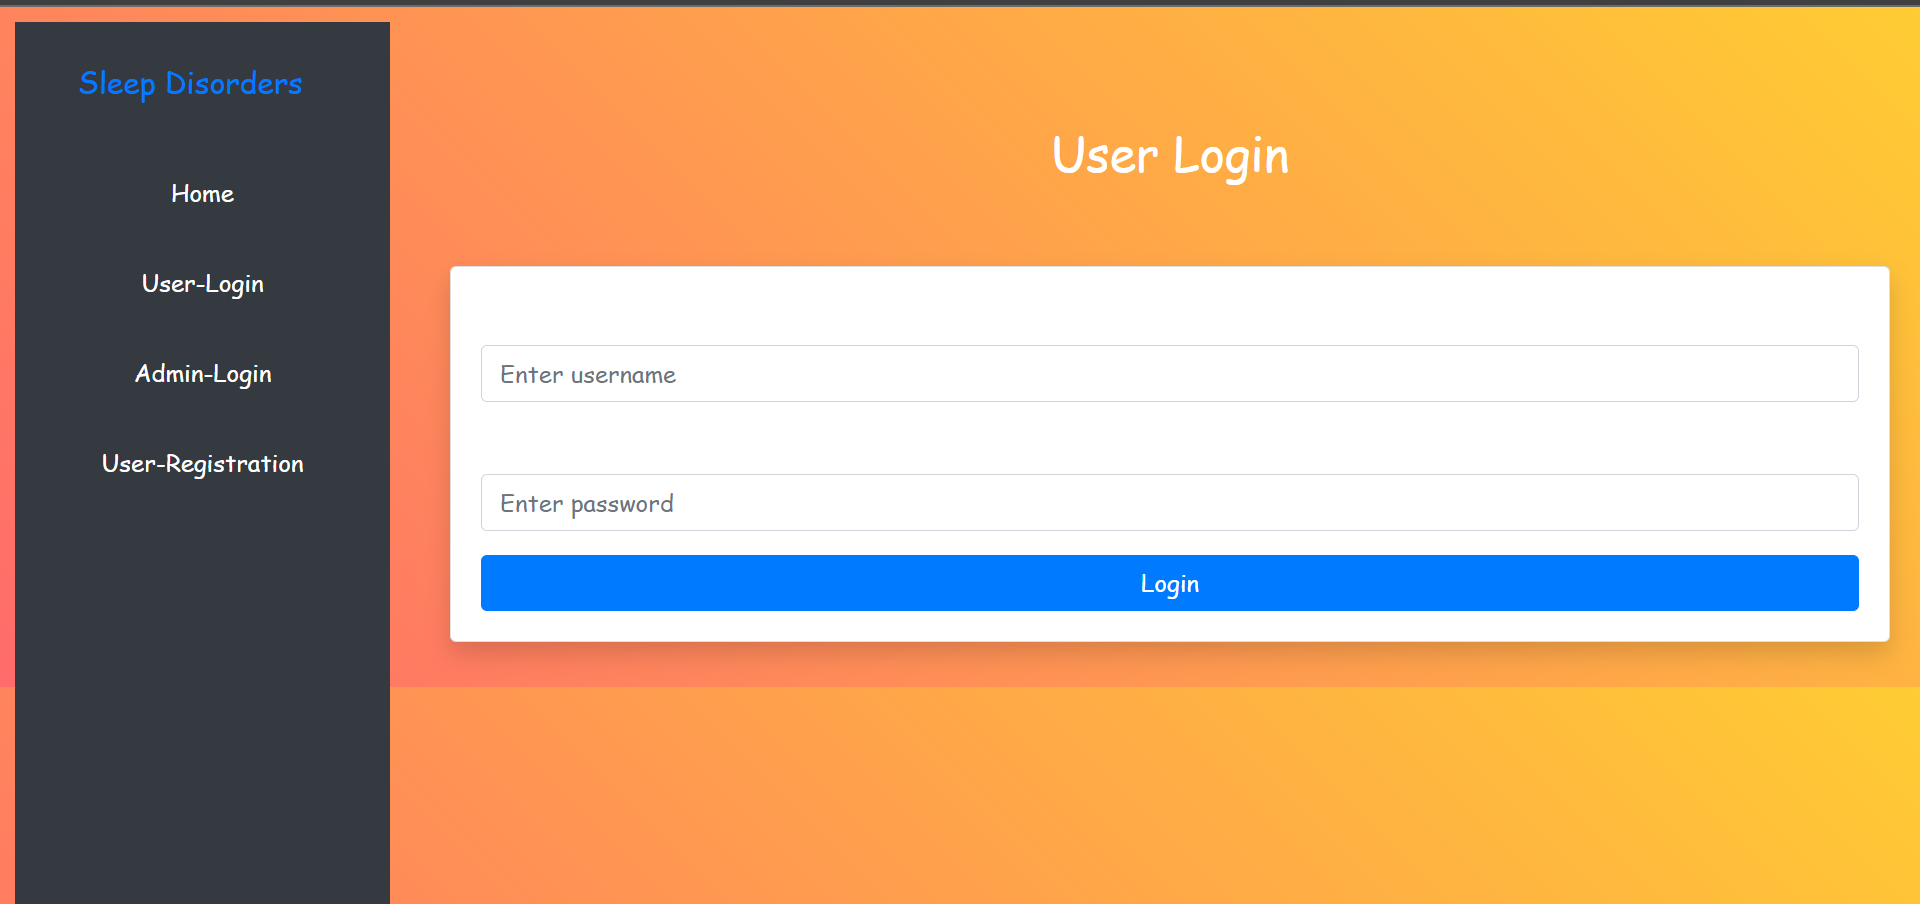 Sleep Disorders
Home
User-Login
Admin-Login
User-Registration
User Login
Enter username
Enter password
Login